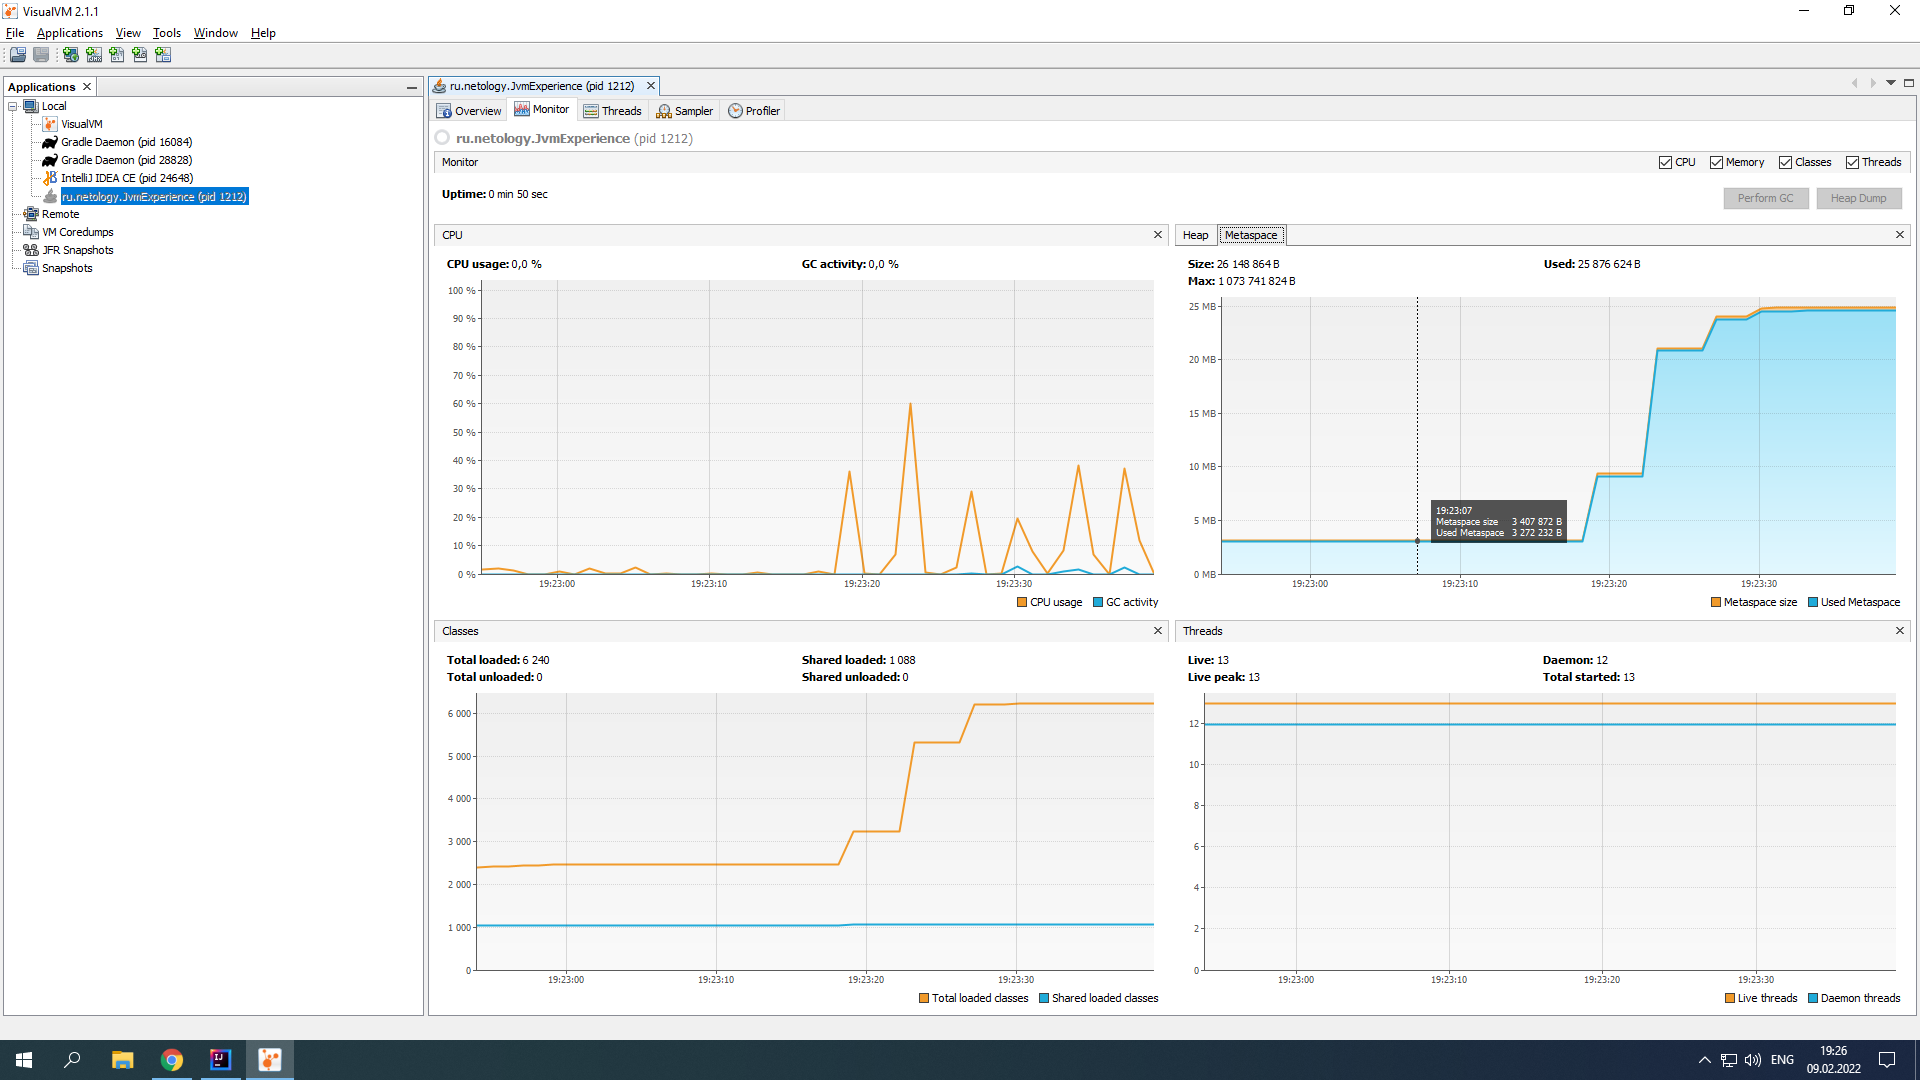 VisualVM 2.1.1
File Applications View Tools Window Help
Applications
Local
VisualVM
Gradle Daemon (pid 16084)
Gradle Daemon (pid 28828)
IntelliJ IDEA CE (pid 24648)
ru.netology.JvmExperience (pid 1212)
Remote
VM Coredumps
JFR Snapshots
Snapshots
ru.netology.JvmExperience (pid 1212)
Overview Monitor Threads Sampler Profiler
ru.netology.JvmExperience (pid 1212)
Monitor CPU Memory Classes Threads
Uptime: 0 min 50 sec
Perform GC Heap Dump
CPU
CPU usage: 0,0 % GC activity: 0,0 %
100 %
90 %
80 %
70 %
60 %
50 %
40 %
30 %
20 %
10 %
0 %
19:23:00 19:23:10 19:23:20 19:23:30
CPU usage GC activity
Heap Metaspace
Size: 26 148 864 B Used: 25 876 624 B
Max: 1 073 741 824 B
25 MB
20 MB
15 MB
10 MB
5 MB
0 MB
19:23:07
Metaspace size 3 407 872 B
Used Metaspace 3 272 232 B
19:23:00 19:23:10 19:23:20 19:23:30
Metaspace size Used Metaspace
Classes
Total loaded: 6 240 Shared loaded: 1 088
Total unloaded: 0 Shared unloaded: 0
6 000
5 000
4 000
3 000
2 000
1 000
0
19:23:00 19:23:10 19:23:20 19:23:30
Total loaded classes Shared loaded classes
Threads
Live: 13 Daemon: 12
Live peak: 13 Total started: 13
12
10
8
6
4
2
0
19:23:00 19:23:10 19:23:20 19:23:30
Live threads Daemon threads
IJ
ENG
19:26
09.02.2022